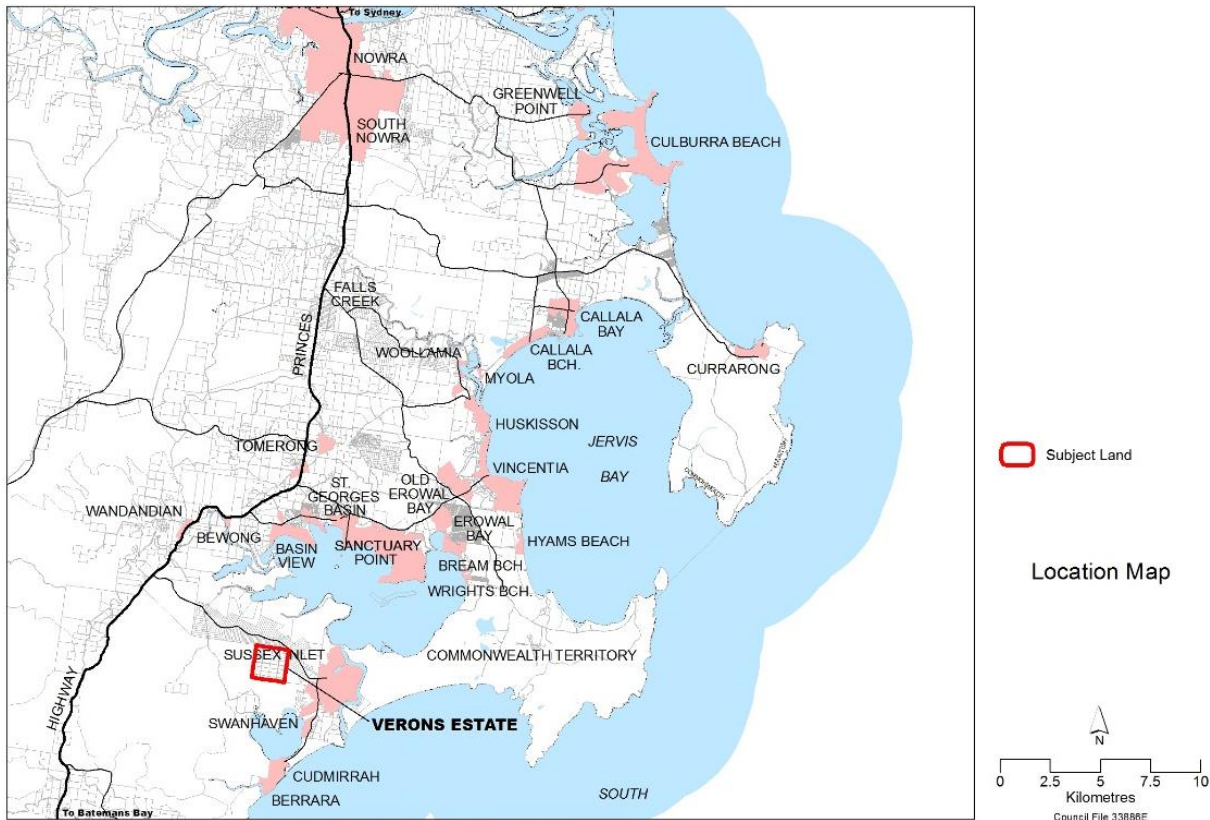 To Sydney
NOWRA
GREENWELL
POINT
SOUTH
NOWRA
CULBURRA BEACH
FALLS
CREEK
PRINCES
CALLALA
BAY
WOOLLAMIA
CALLALA
BCH.
MYOLA
CURRARONG
HUSKISSON
JERVIS
BAY
TOMERONG
VINCENTIA
ST.
GEORGES
BASIN
OLD
EROWAL
BAY
WANDANDIAN
BEWONG
EROWAL
BAY
BASIN
VIEW
SANCTUARY
POINT
HYAMS BEACH
BREAM BCH.
WRIGHTS BCH.
SUSSEX INLET
COMMONWEALTH TERRITORY
HIGHWAY
SWANHAVEN
VERONS ESTATE
CUDMIRRAH
BERRARA
SOUTH
To Batemans Bay
Subject Land
Location Map
N
0 2.5 5 7.5 10
Kilometres
Council File 33886E